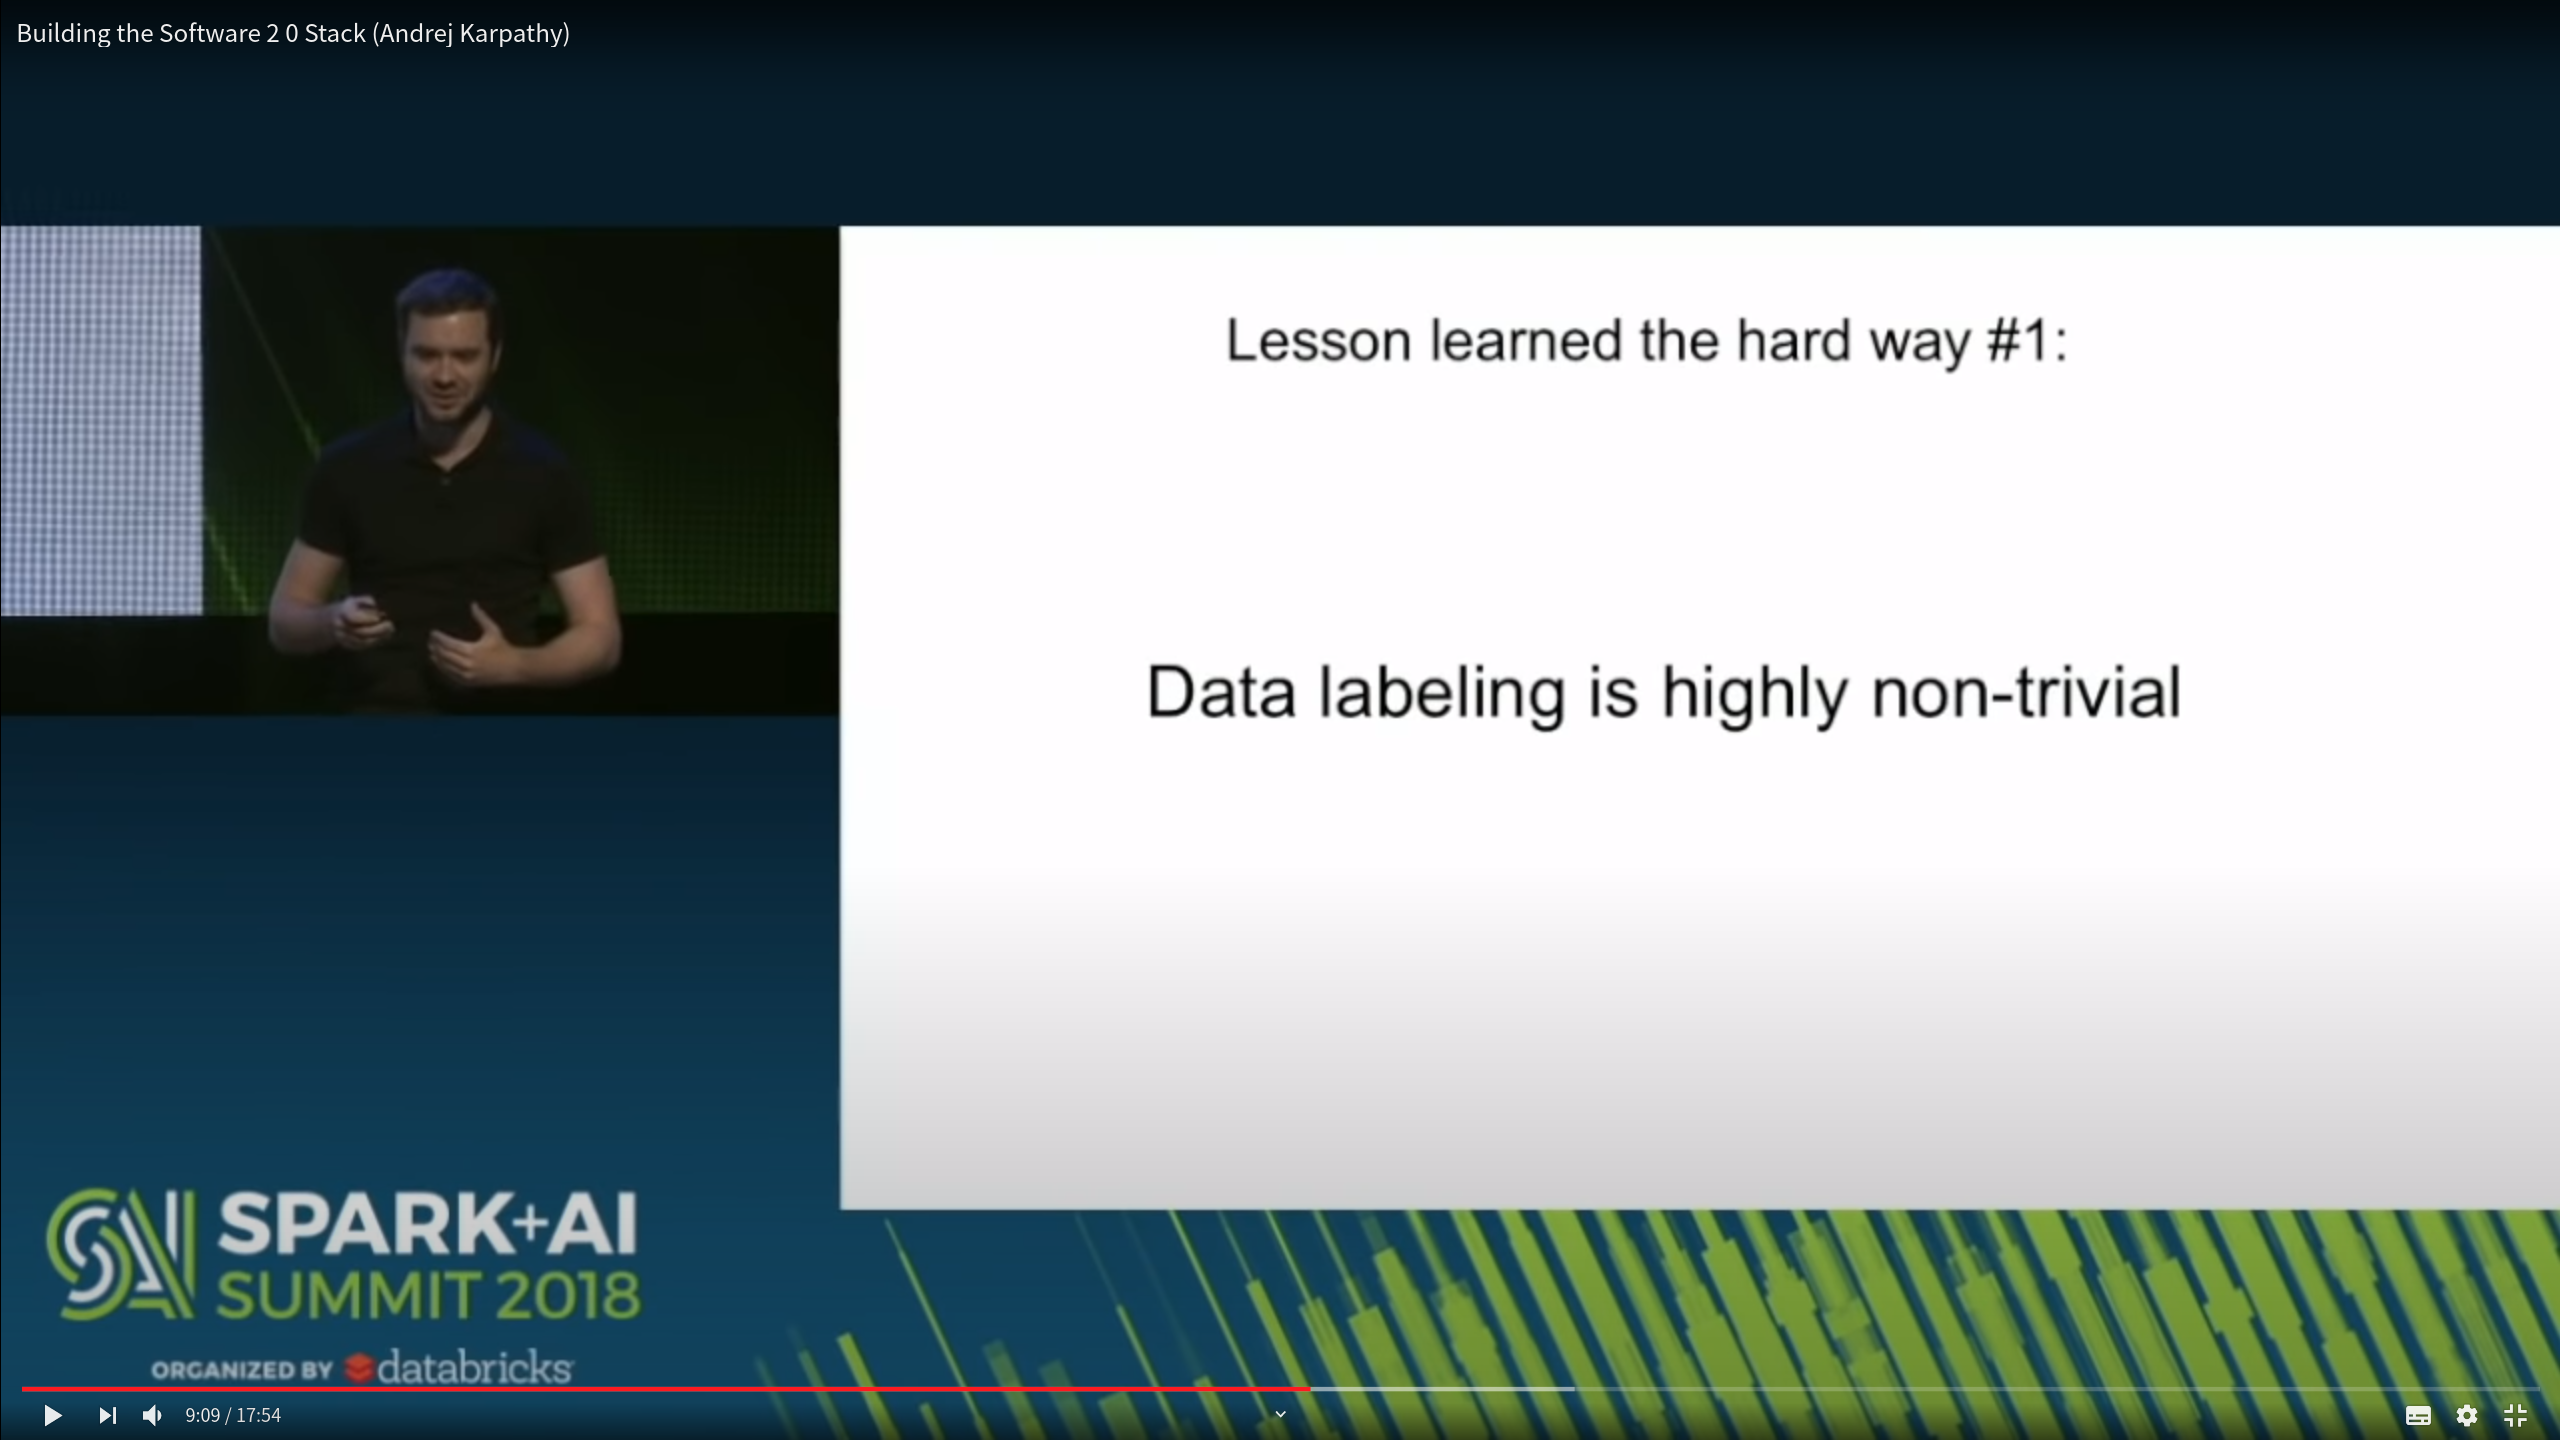 Building the Software 2 0 Stack (Andrej Karpathy)
Lesson learned the hard way #1:
Data labeling is highly non-trivial
SPARK+AI
SUMMIT 2018
ORGANIZED BY databricks
9:09 / 17:54